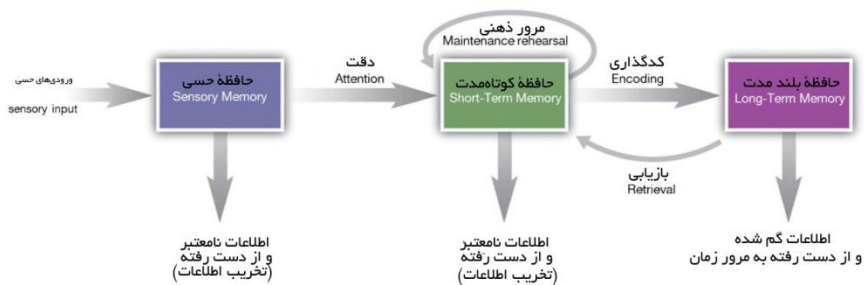 مرور ذهنی
Maintenance rehearsal
ورودی‌های حسی
sensory input
حافظهٔ حسی
Sensory Memory
دقت
Attention
حافظهٔ کوتاه‌مدت
Short-Term Memory
کدگذاری
Encoding
حافظهٔ بلند مدت
Long-Term Memory
بازیابی
Retrieval
اطلاعات نامعتبر
و از دست رفته
(تخریب اطلاعات)
اطلاعات نامعتبر
و از دست رفته
(تخریب اطلاعات)
اطلاعات گم شده
و از دست رفته به مرور زمان